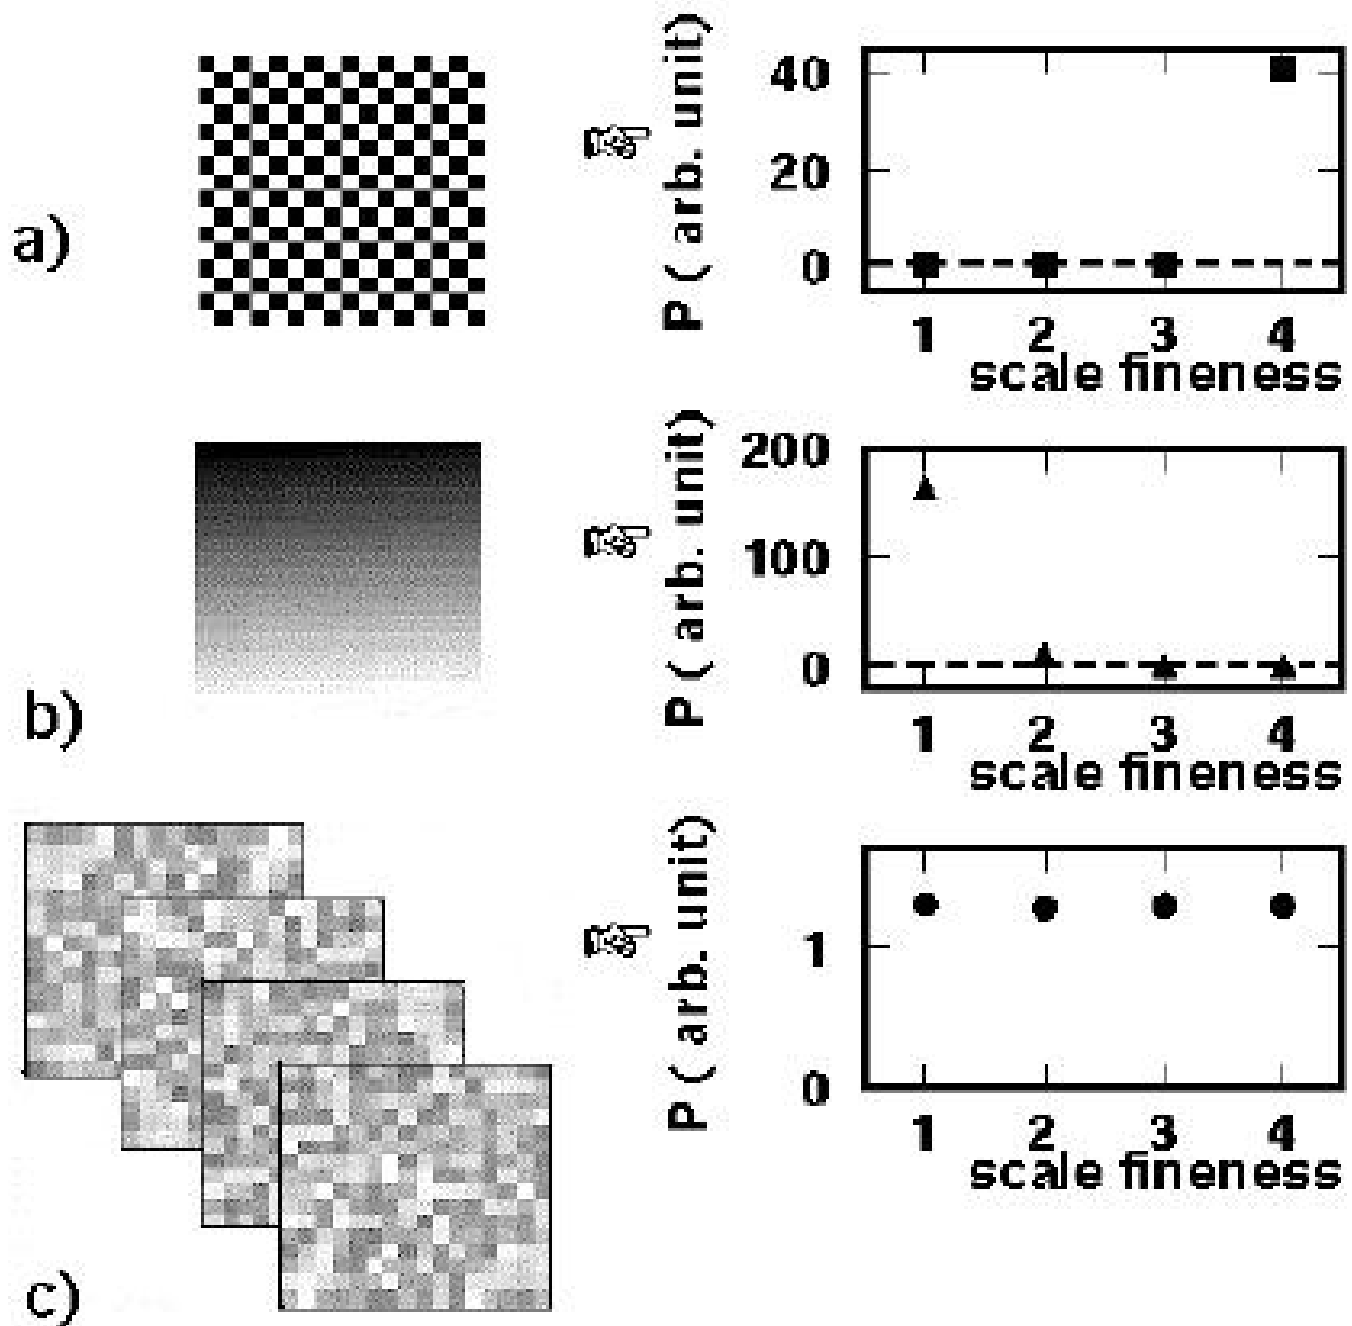 a)
P ( arb. unit)
40
20
0
1 2 3 4
scale fineness
b)
P ( arb. unit)
200
100
0
1 2 3 4
scale fineness
c)
P ( arb. unit)
1
0
1 2 3 4
scale fineness